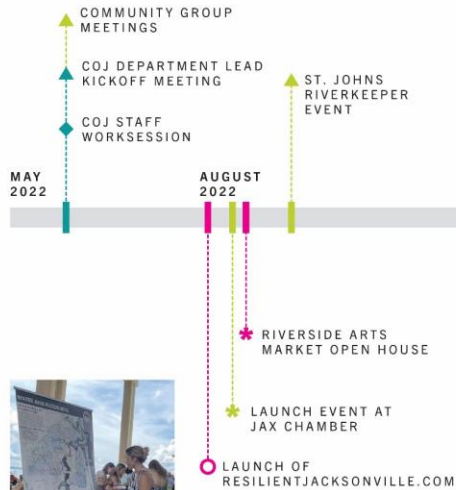 COMMUNITY GROUP
MEETINGS
COJ DEPARTMENT LEAD
KICKOFF MEETING
COJ STAFF
WORKSESSION
ST. JOHNS
RIVERKEEPER
EVENT
MAY
2022
AUGUST
2022
RIVERSIDE ARTS
MARKET OPEN HOUSE
LAUNCH EVENT AT
JAX CHAMBER
LAUNCH OF
RESILIENTJACKSONVILLE.COM